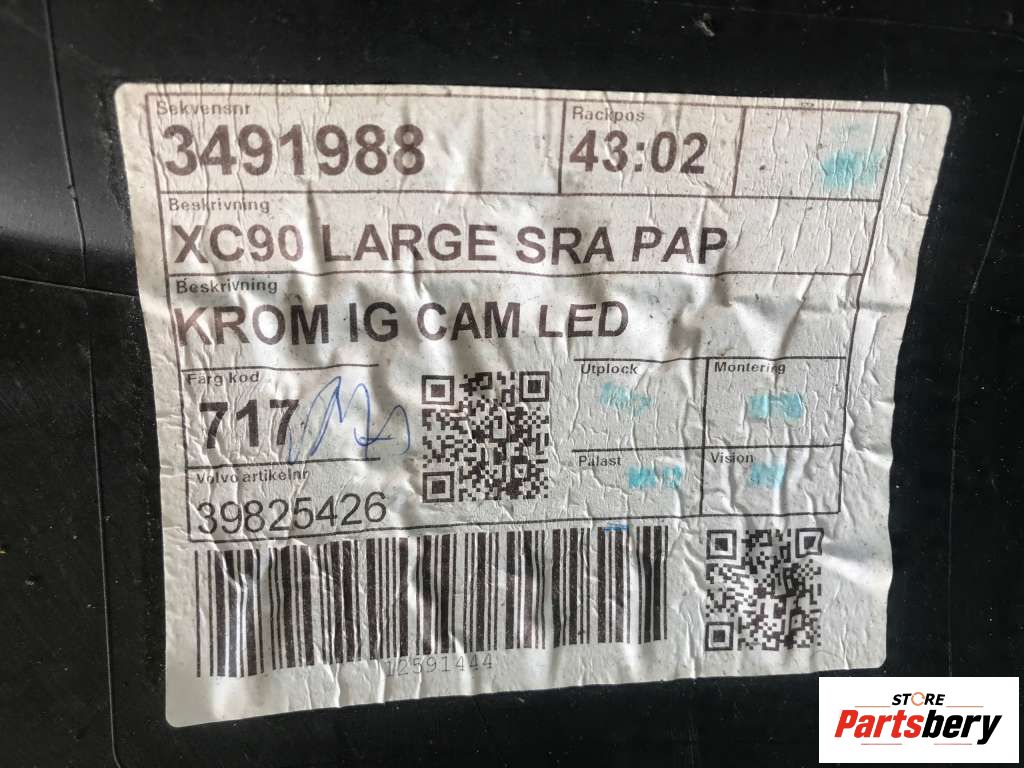 Sekvensnr Rackpos
3491988 43:02
Beskrivning
XC90 LARGE SRA PAP
Beskrivning
KROM IG CAM LED
Färg kod Utplock Montering
717
Pålast Vision
Volvo artikelnr
39825426
12591444
STORE
Partsbery